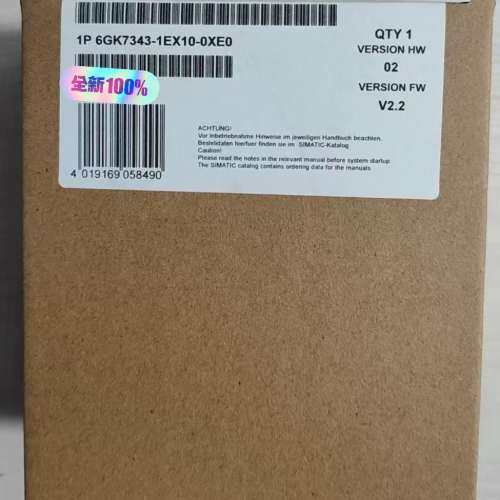 1P 6GK7343-1EX10-0XE0
QTY 1
VERSION HW
02
VERSION FW
V2.2
全新100%
ACHTUNG!
Vor Inbetriebnahme Hinweise im jeweiligen Handbuch beachten.
Bestelldaten hierfuer finden sie im SIMATIC-Katalog
Caution!
Please read the notes in the relevant manual before system startup
The SIMATIC catalog contains ordering data for the manuals
4 019169 058490